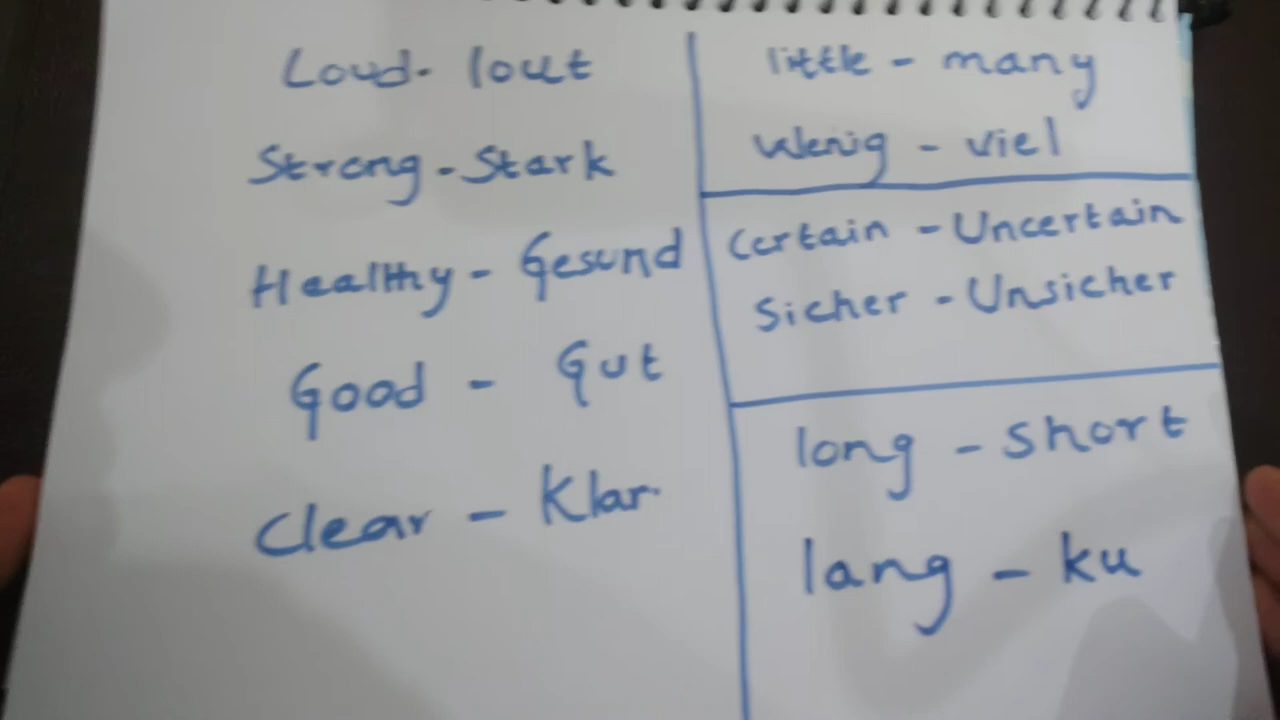 Loud - lout
Strong - Stark
Healthy - Gesund
Good - Gut
Clear - Klar
little - many
Wenig - viel
Certain - Uncertain
Sicher - Unsicher
long - short
lang - ku